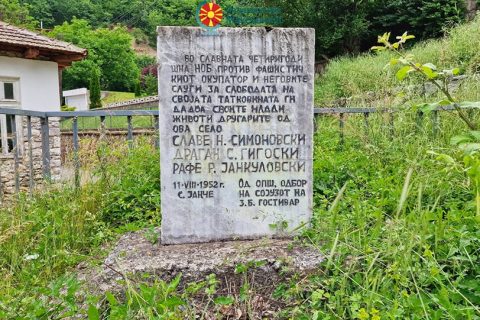 ВО СЛАВНАТА ЧЕТИРИГОДИ
ШНА НОБ ПРОТИВ ФАШИСТИЧ
КИОТ ОКУПАТОР И НЕГОВИТЕ
СЛУГИ ЗА СЛОБОДАТА НА
СВОЈАТА ТАТКОВИНАТА ГИ
ДАДОА СВОИТЕ МЛАДИ
ЖИВОТИ ДРУГАРИТЕ ОД
ОВА СЕЛО
СЛАВЕ Н. СИМОНОВСКИ
ДРАГАН С. ГИГОСКИ
РАФЕ Р. ЈАНКУЛОВСКИ
11-VIII-1952 г.
С. ЈАНЧЕ
ОД ОПШ. ОДБОР
НА СОЈУЗОТ НА
З.Б. ГОСТИВАР